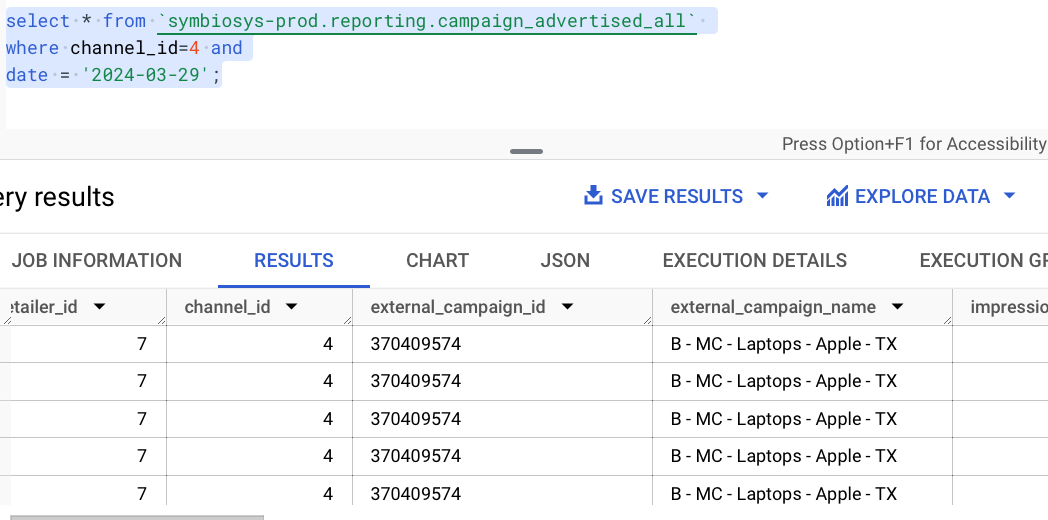 select * from `symbiosys-prod.reporting.campaign_advertised_all`
where channel_id=4 and
date = '2024-03-29';
Press Option+F1 for Accessibility
ery results
SAVE RESULTS
EXPLORE DATA
JOB INFORMATION RESULTS CHART JSON EXECUTION DETAILS EXECUTION GR
etailer_id channel_id external_campaign_id external_campaign_name impressio
7 4 370409574 B - MC - Laptops - Apple - TX
7 4 370409574 B - MC - Laptops - Apple - TX
7 4 370409574 B - MC - Laptops - Apple - TX
7 4 370409574 B - MC - Laptops - Apple - TX
7 4 370409574 B - MC - Laptops - Apple - TX